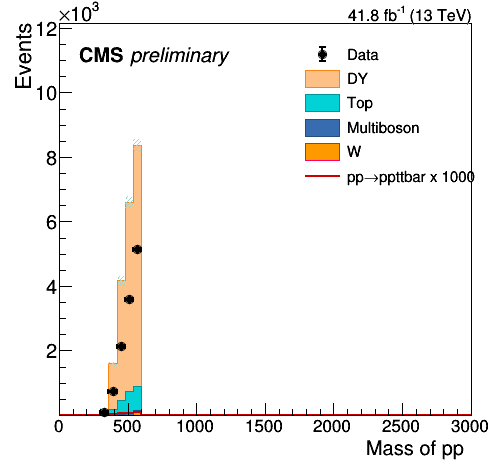 ×10³
41.8 fb⁻¹ (13 TeV)
Events
CMS preliminary
Data
DY
Top
Multiboson
W
pp→ppttbar x 1000
12
10
8
6
4
2
0 500 1000 1500 2000 2500 3000
Mass of pp